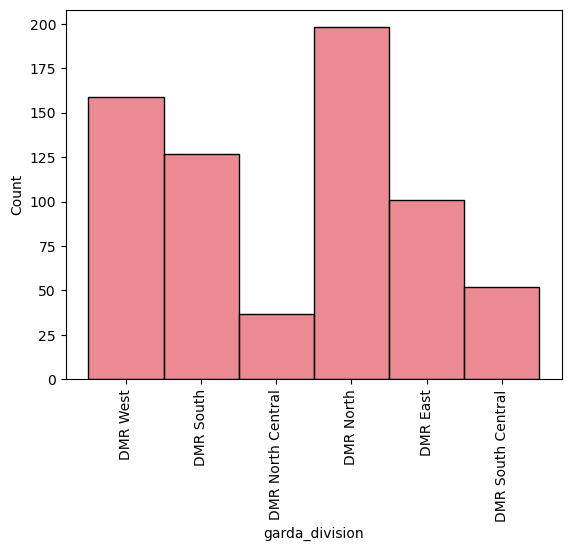 200
175
150
125
100
75
50
25
0
Count
DMR West
DMR South
DMR North Central
DMR North
DMR East
DMR South Central
garda_division